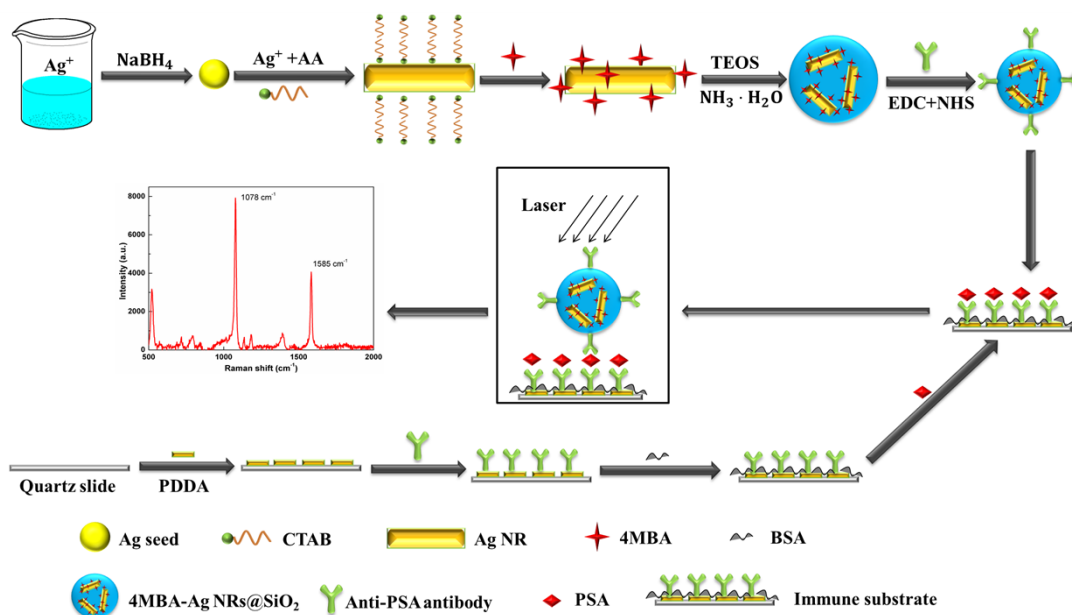 Ag⁺
NaBH₄
Ag⁺ +AA
TEOS
NH₃ · H₂O
EDC+NHS
8000
6000
4000
2000
0
Intensity (a.u.)
1078 cm⁻¹
1585 cm⁻¹
500
1000
1500
2000
Raman shift (cm⁻¹)
Laser
Quartz slide
PDDA
Ag seed
CTAB
Ag NR
4MBA
BSA
4MBA-Ag NRs@SiO₂
Anti-PSA antibody
PSA
Immune substrate